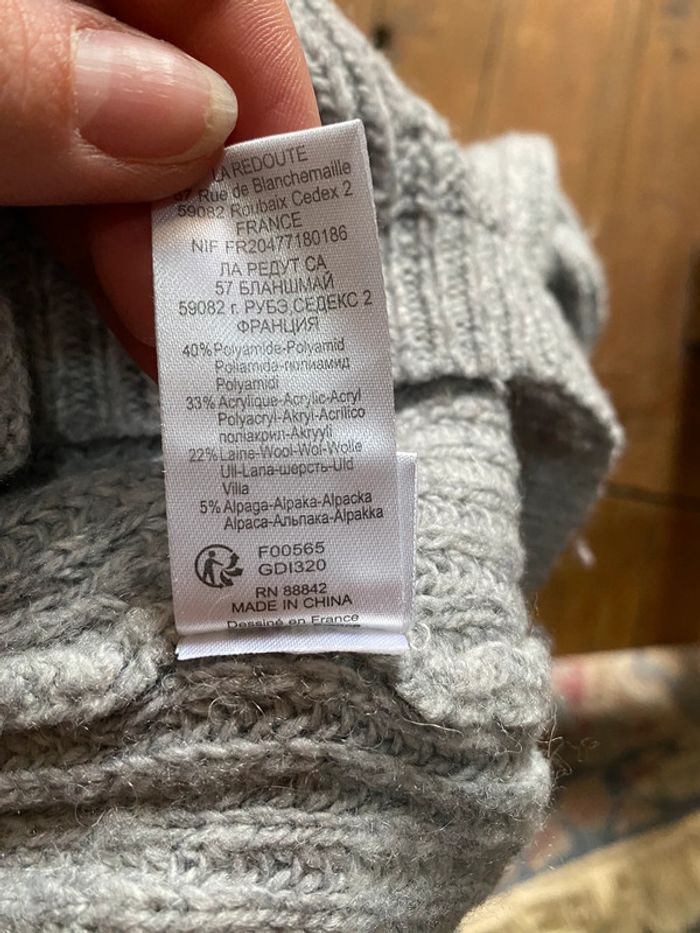 LA REDOUTE
57 Rue de Blanchemaille
59082 Roubaix Cedex 2
FRANCE
NIF FR20477180186
ЛА РЕДУТ СА
57 БЛАНШМАЙ
59082 г. РУБЭ,СЕДЕКС 2
ФРАНЦИЯ
40% Polyamide-Polyamid
Poliamida-полиамид
Polyamidi
33% Acrylique-Acrylic-Acryl
Polyacryl-Akryl-Acrílico
поліакрил-Akryyli
22% Laine-Wool-Wol-Wolle
Ull-Lana-шерсть-Uld
Villa
5% Alpaga-Alpaka-Alpacka
Alpaca-Альпака-Alpakka
F00565
GDI320
RN 88842
MADE IN CHINA
Dessiné en France